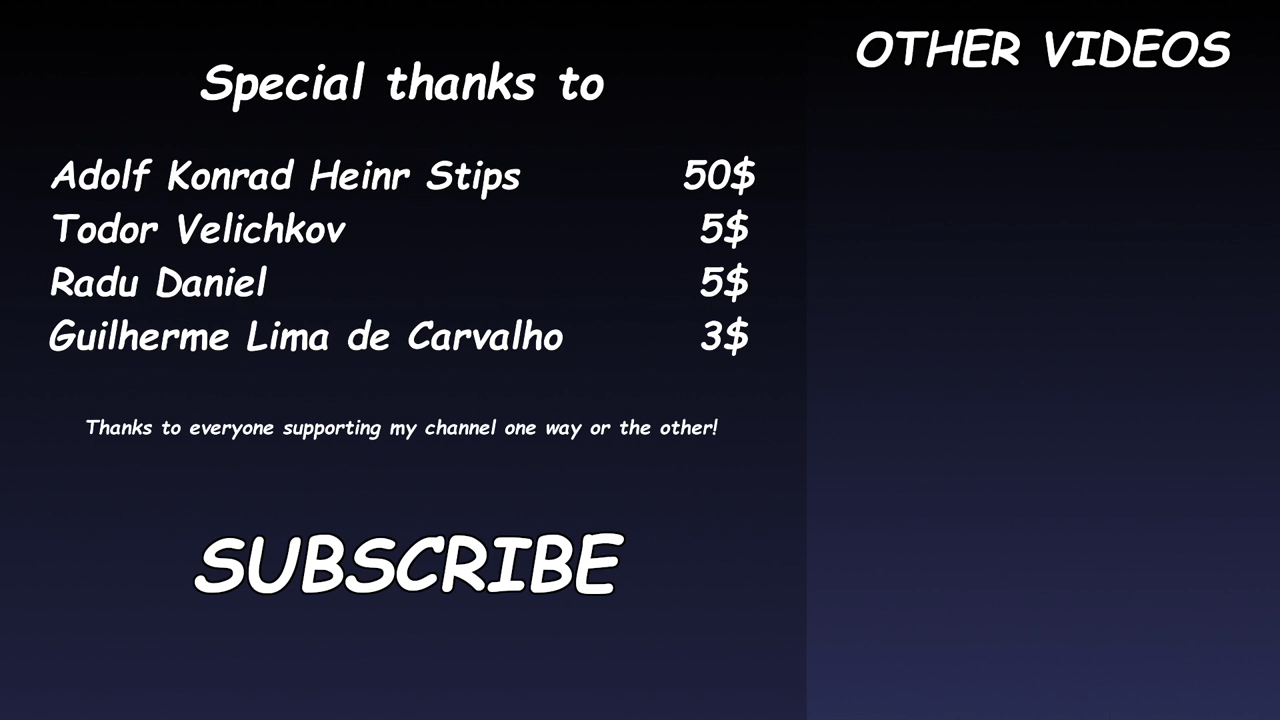 Special thanks to
Adolf Konrad Heinr Stips 50$
Todor Velichkov 5$
Radu Daniel 5$
Guilherme Lima de Carvalho 3$
Thanks to everyone supporting my channel one way or the other!
SUBSCRIBE
OTHER VIDEOS